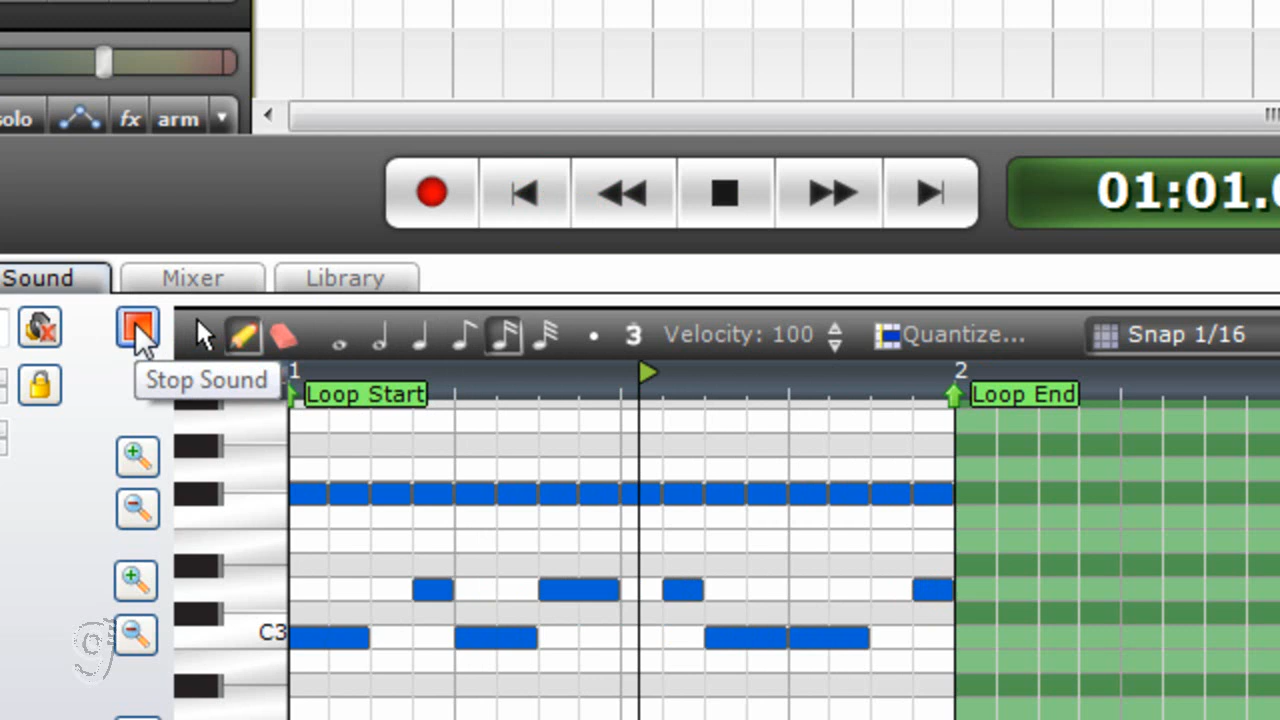 solo fx arm
01:01.
Sound Mixer Library
3 Velocity: 100 Quantize... Snap 1/16
Stop Sound
1 2
Loop Start Loop End
C3